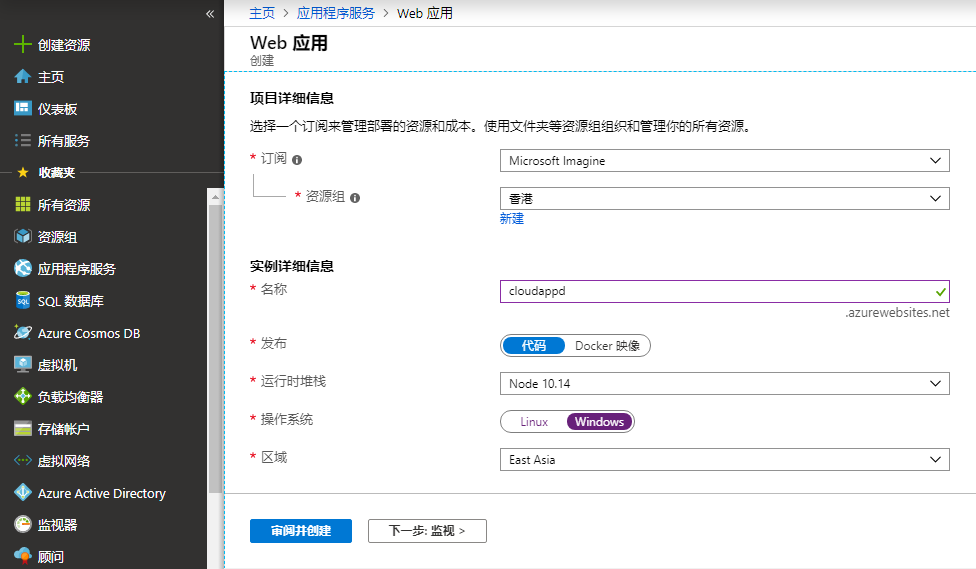 «
创建资源
主页
仪表板
所有服务
收藏夹
所有资源
资源组
应用程序服务
SQL 数据库
Azure Cosmos DB
虚拟机
负载均衡器
存储帐户
虚拟网络
Azure Active Directory
监视器
顾问
主页 > 应用程序服务 > Web 应用
Web 应用
创建
项目详细信息
选择一个订阅来管理部署的资源和成本。使用文件夹等资源组组织和管理你的所有资源。
* 订阅
Microsoft Imagine
* 资源组
香港
新建
实例详细信息
* 名称
cloudappd
.azurewebsites.net
* 发布
代码 Docker 映像
* 运行时堆栈
Node 10.14
* 操作系统
Linux Windows
* 区域
East Asia
审阅并创建 下一步: 监视 >